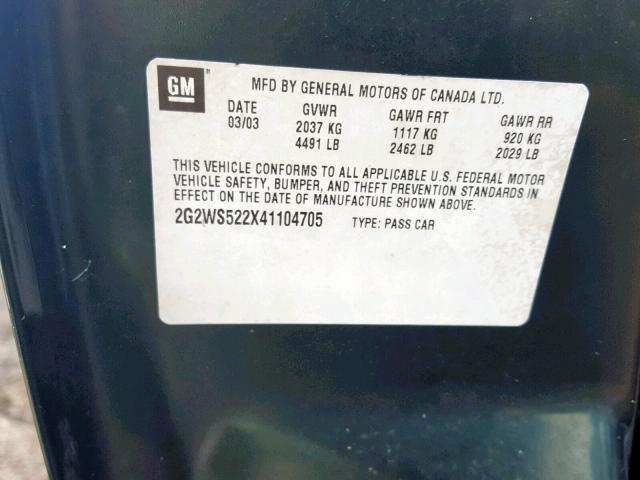 GM
MFD BY GENERAL MOTORS OF CANADA LTD.
DATE GVWR GAWR FRT GAWR RR
03/03 2037 KG 1117 KG 920 KG
4491 LB 2462 LB 2029 LB
THIS VEHICLE CONFORMS TO ALL APPLICABLE U.S. FEDERAL MOTOR
VEHICLE SAFETY, BUMPER, AND THEFT PREVENTION STANDARDS IN
EFFECT ON THE DATE OF MANUFACTURE SHOWN ABOVE.
2G2WS522X41104705 TYPE: PASS CAR